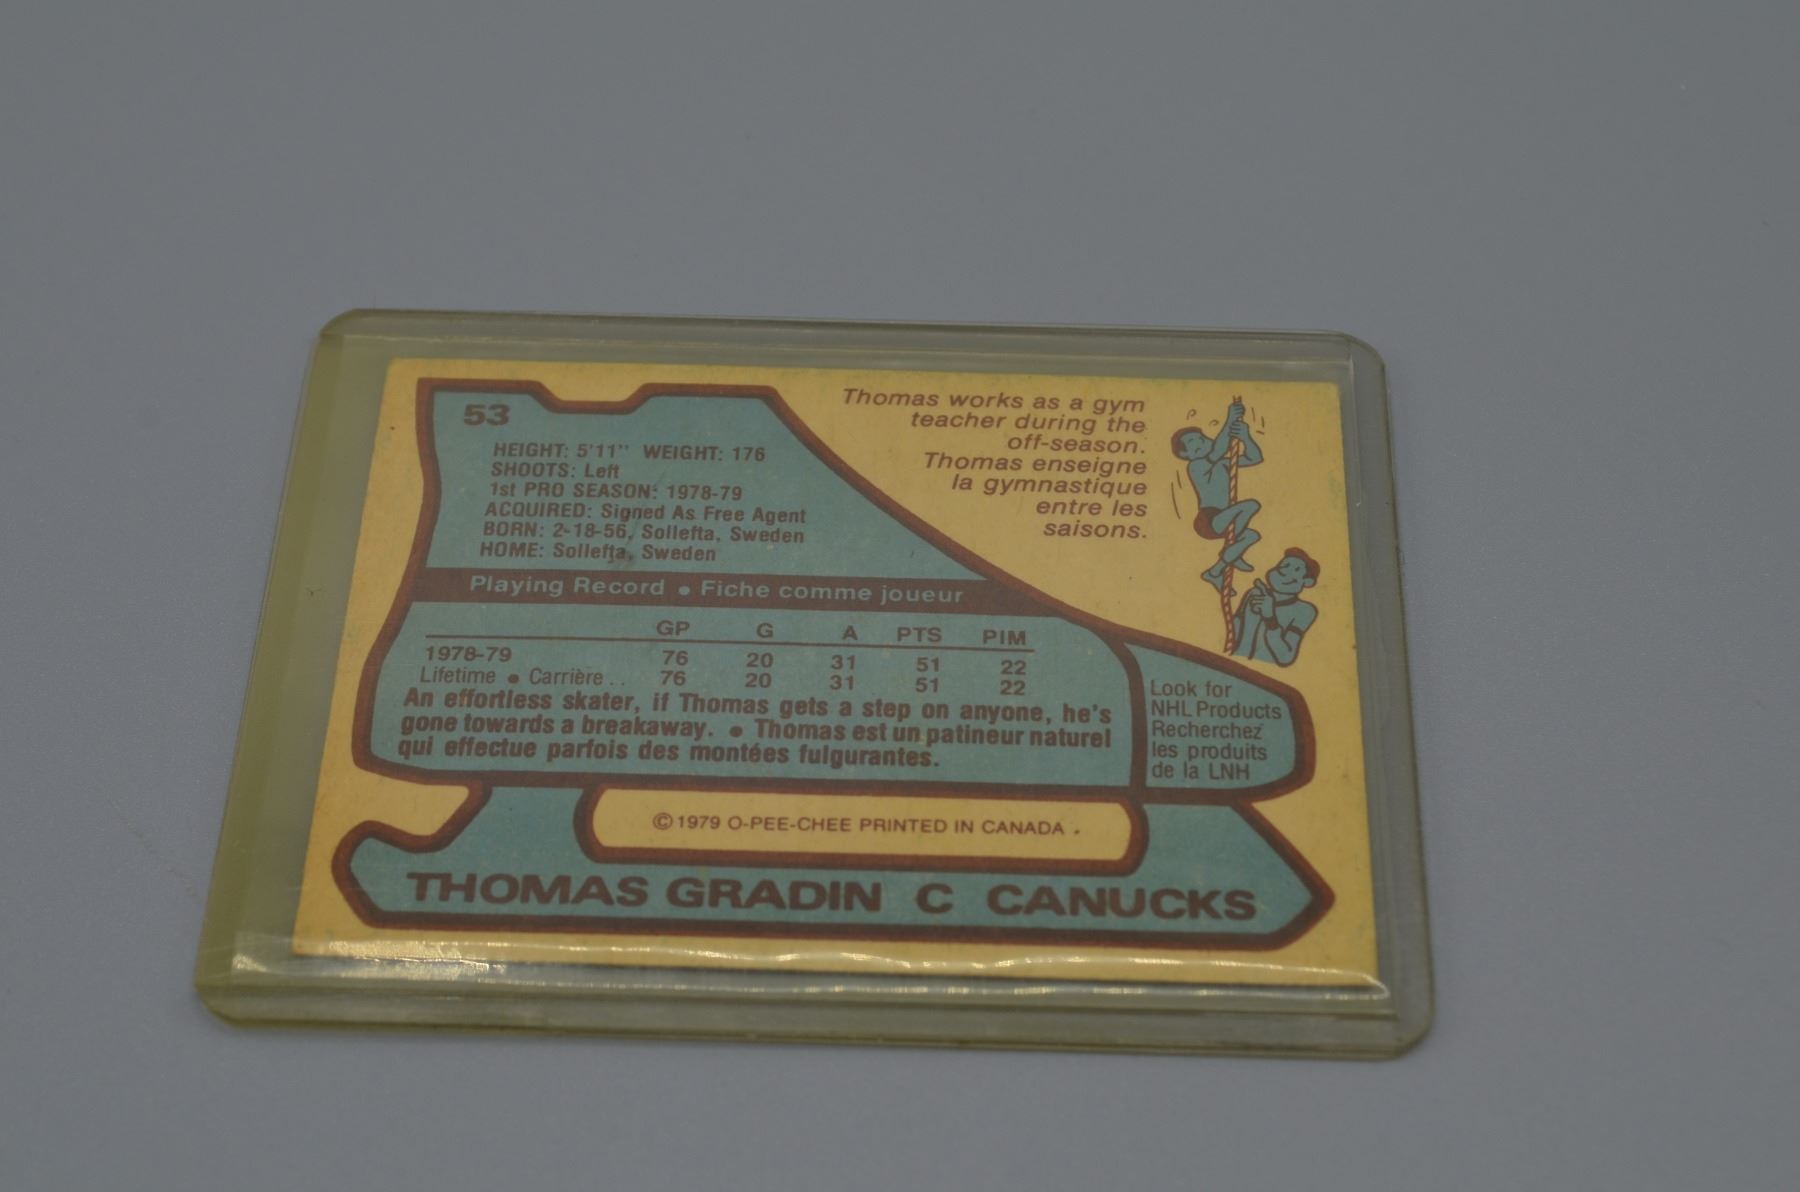 53
HEIGHT: 5'11" WEIGHT: 176
SHOOTS: Left
1st PRO SEASON: 1978-79
ACQUIRED: Signed As Free Agent
BORN: 2-18-56, Sollefta, Sweden
HOME: Sollefta, Sweden
Thomas works as a gym
teacher during the
off-season.
Thomas enseigne
la gymnastique
entre les
saisons.
Playing Record • Fiche comme joueur
GP G A PTS PIM
1978-79 76 20 31 51 22
Lifetime • Carrière .. 76 20 31 51 22
An effortless skater, if Thomas gets a step on anyone, he's
gone towards a breakaway. • Thomas est un patineur naturel
qui effectue parfois des montées fulgurantes.
Look for
NHL Products
Recherchez
les produits
de la LNH
© 1979 O-PEE-CHEE PRINTED IN CANADA.
THOMAS GRADIN C CANUCKS